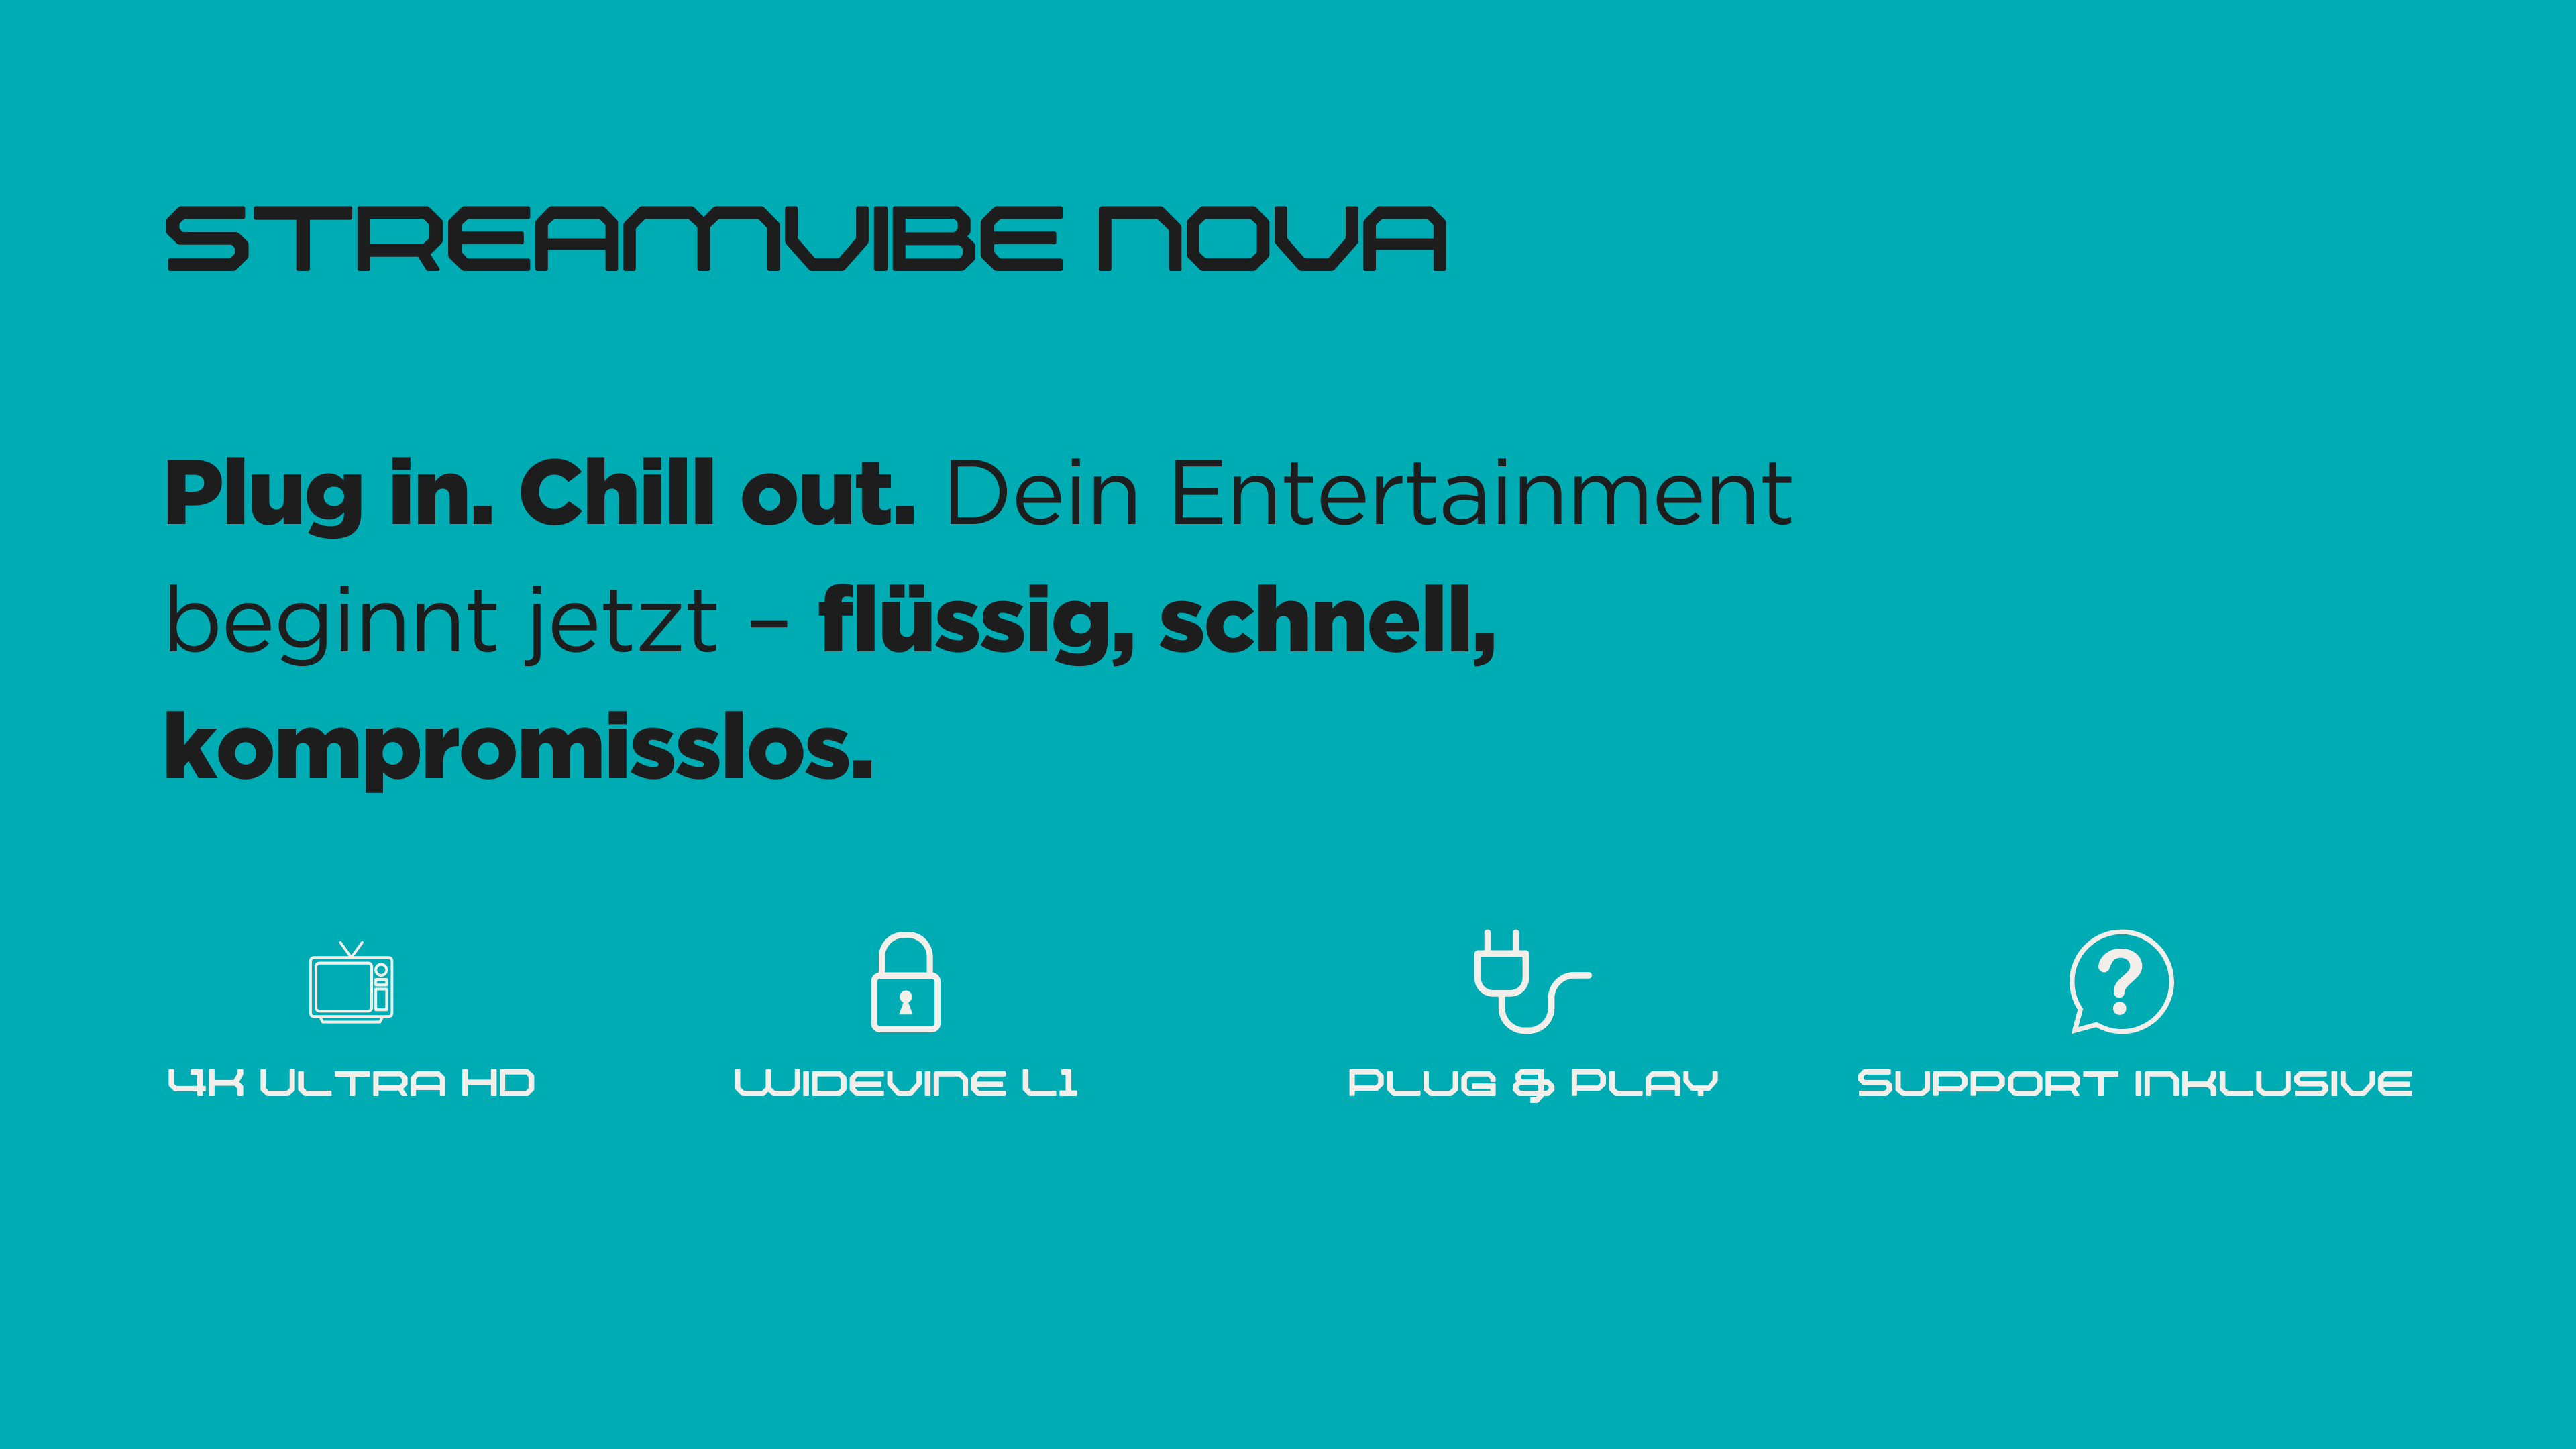 STREAMVIBE NOVA
Plug in. Chill out. Dein Entertainment
beginnt jetzt – flüssig, schnell,
kompromisslos.
4K ULTRA HD
WIDEVINE L1
PLUG & PLAY
SUPPORT INKLUSIVE